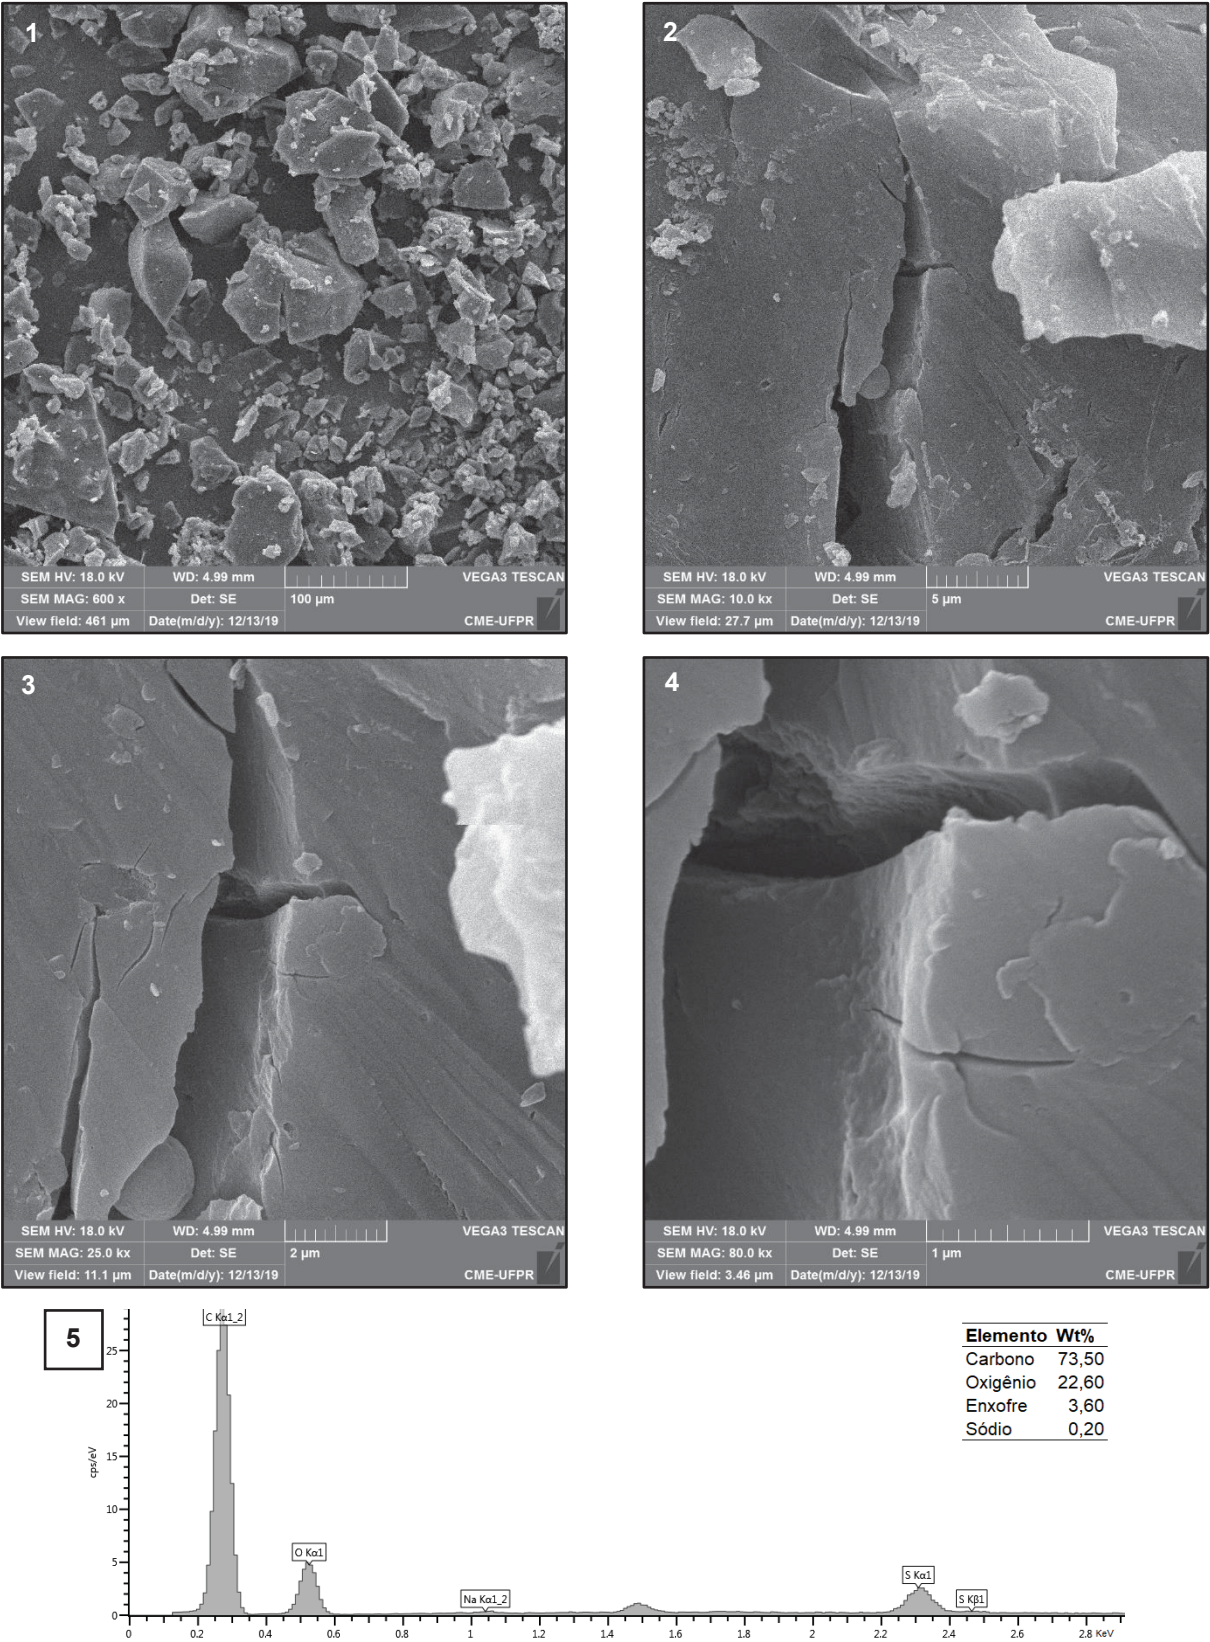 1
SEM HV: 18.0 kV WD: 4.99 mm VEGA3 TESCAN
SEM MAG: 600 x Det: SE 100 µm
View field: 461 µm Date(m/d/y): 12/13/19 CME-UFPR
2
SEM HV: 18.0 kV WD: 4.99 mm VEGA3 TESCAN
SEM MAG: 10.0 kx Det: SE 5 µm
View field: 27.7 µm Date(m/d/y): 12/13/19 CME-UFPR
3
SEM HV: 18.0 kV WD: 4.99 mm VEGA3 TESCAN
SEM MAG: 25.0 kx Det: SE 2 µm
View field: 11.1 µm Date(m/d/y): 12/13/19 CME-UFPR
4
SEM HV: 18.0 kV WD: 4.99 mm VEGA3 TESCAN
SEM MAG: 80.0 kx Det: SE 1 µm
View field: 3.46 µm Date(m/d/y): 12/13/19 CME-UFPR
5
C Kα1_2
25
20
15
10
5
0
cps/eV
O Kα1
Na Kα1_2
S Kα1
S Kβ1
0 0.2 0.4 0.6 0.8 1 1.2 1.4 1.6 1.8 2 2.2 2.4 2.6 2.8 KeV
Elemento Wt%
Carbono 73,50
Oxigênio 22,60
Enxofre 3,60
Sódio 0,20